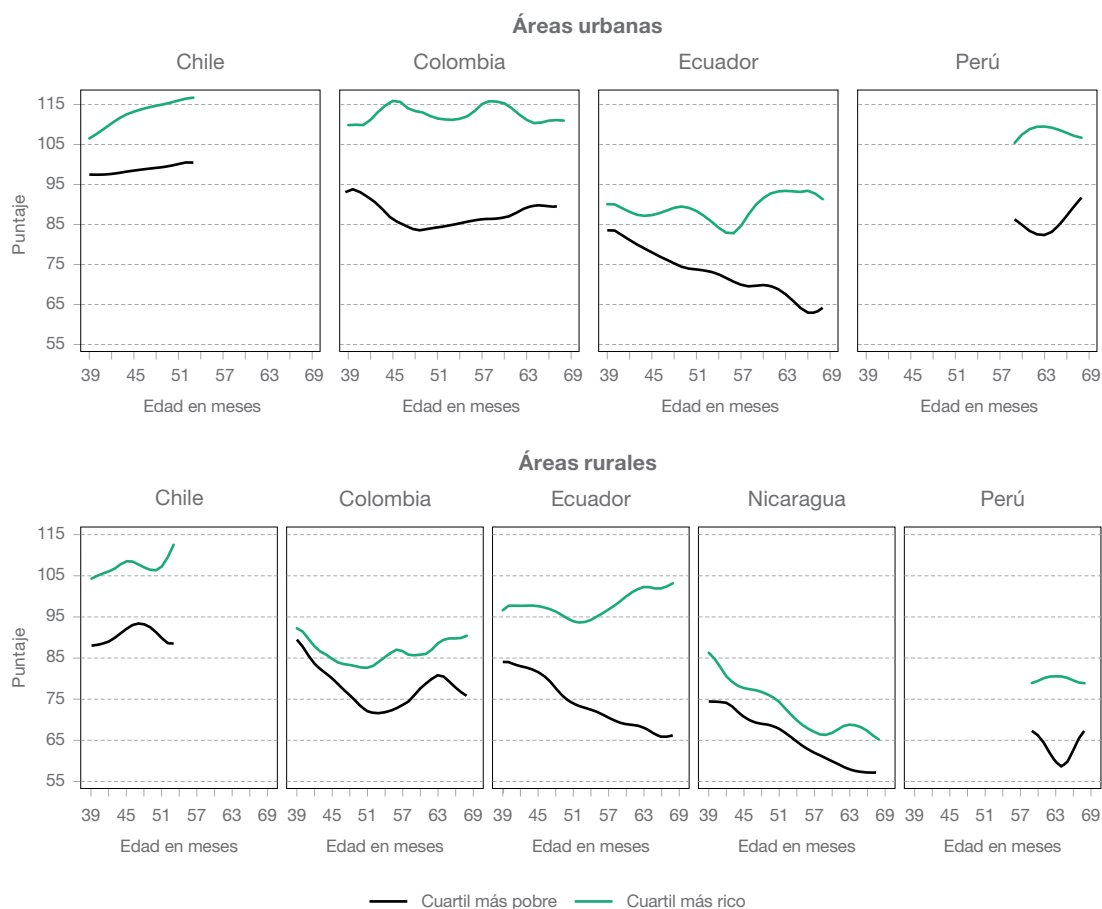 Áreas urbanas
Chile Colombia Ecuador Perú
Puntaje
115
105
95
85
75
65
55
39 45 51 57 63 69 39 45 51 57 63 69 39 45 51 57 63 69 39 45 51 57 63 69
Edad en meses Edad en meses Edad en meses Edad en meses
Áreas rurales
Chile Colombia Ecuador Nicaragua Perú
Puntaje
115
105
95
85
75
65
55
39 45 51 57 63 69 39 45 51 57 63 69 39 45 51 57 63 69 39 45 51 57 63 69 39 45 51 57 63 69
Edad en meses Edad en meses Edad en meses Edad en meses Edad en meses
Cuartil más pobre Cuartil más rico